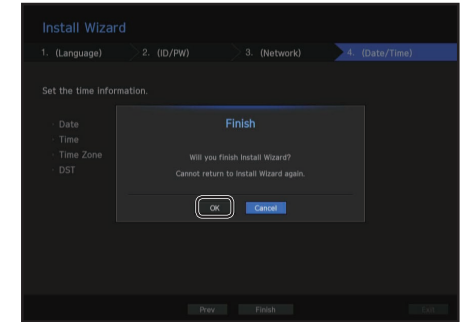 Install Wizard
1. (Language) 2. (ID/PW) 3. (Network) 4. (Date/Time)
Set the time information.
· Date
· Time
· Time Zone
· DST
Finish
Will you finish Install Wizard?
Cannot return to Install Wizard again.
OK Cancel
Prev Finish Exit